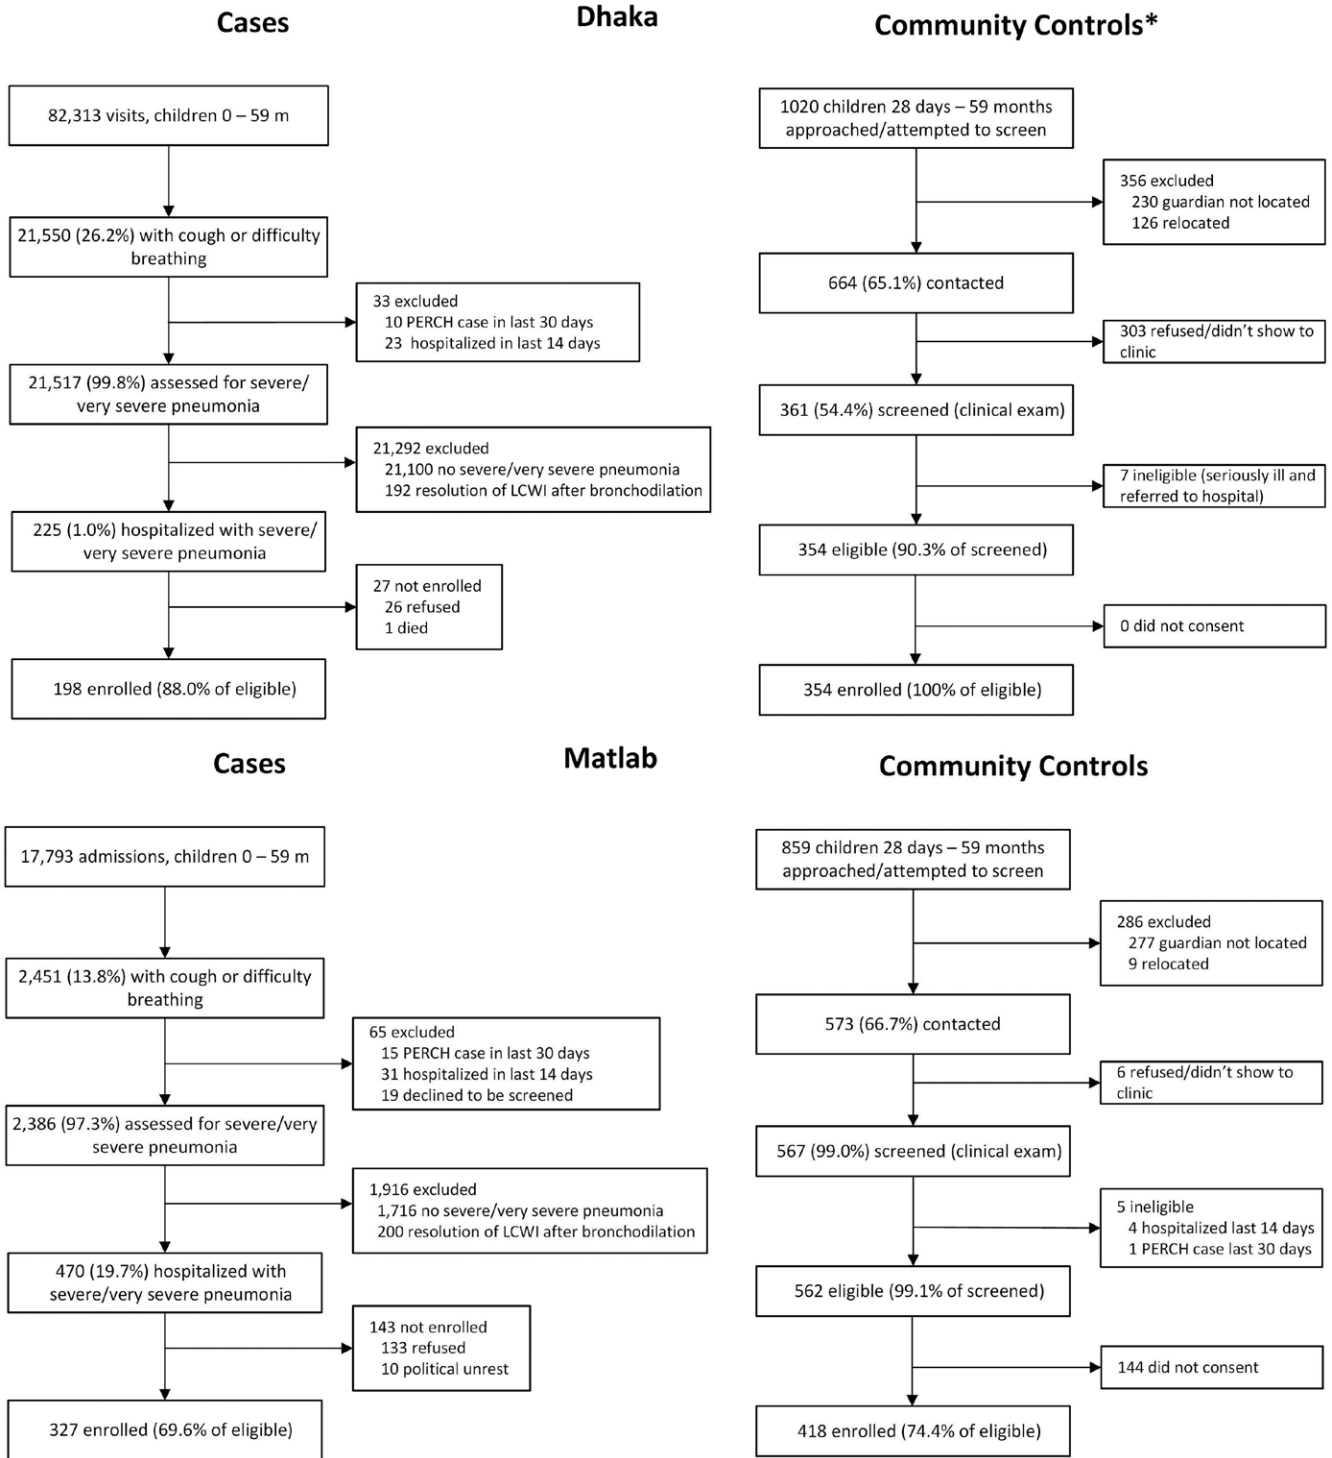 Dhaka
Cases
82,313 visits, children 0 – 59 m
21,550 (26.2%) with cough or difficulty
breathing
33 excluded
10 PERCH case in last 30 days
23 hospitalized in last 14 days
21,517 (99.8%) assessed for severe/
very severe pneumonia
21,292 excluded
21,100 no severe/very severe pneumonia
192 resolution of LCWI after bronchodilation
225 (1.0%) hospitalized with severe/
very severe pneumonia
27 not enrolled
26 refused
1 died
198 enrolled (88.0% of eligible)
Community Controls*
1020 children 28 days – 59 months
approached/attempted to screen
356 excluded
230 guardian not located
126 relocated
664 (65.1%) contacted
303 refused/didn’t show to
clinic
361 (54.4%) screened (clinical exam)
7 ineligible (seriously ill and
referred to hospital)
354 eligible (90.3% of screened)
0 did not consent
354 enrolled (100% of eligible)
Matlab
Cases
17,793 admissions, children 0 – 59 m
2,451 (13.8%) with cough or difficulty
breathing
65 excluded
15 PERCH case in last 30 days
31 hospitalized in last 14 days
19 declined to be screened
2,386 (97.3%) assessed for severe/very
severe pneumonia
1,916 excluded
1,716 no severe/very severe pneumonia
200 resolution of LCWI after bronchodilation
470 (19.7%) hospitalized with
severe/very severe pneumonia
143 not enrolled
133 refused
10 political unrest
327 enrolled (69.6% of eligible)
Community Controls
859 children 28 days – 59 months
approached/attempted to screen
286 excluded
277 guardian not located
9 relocated
573 (66.7%) contacted
6 refused/didn’t show to
clinic
567 (99.0%) screened (clinical exam)
5 ineligible
4 hospitalized last 14 days
1 PERCH case last 30 days
562 eligible (99.1% of screened)
144 did not consent
418 enrolled (74.4% of eligible)